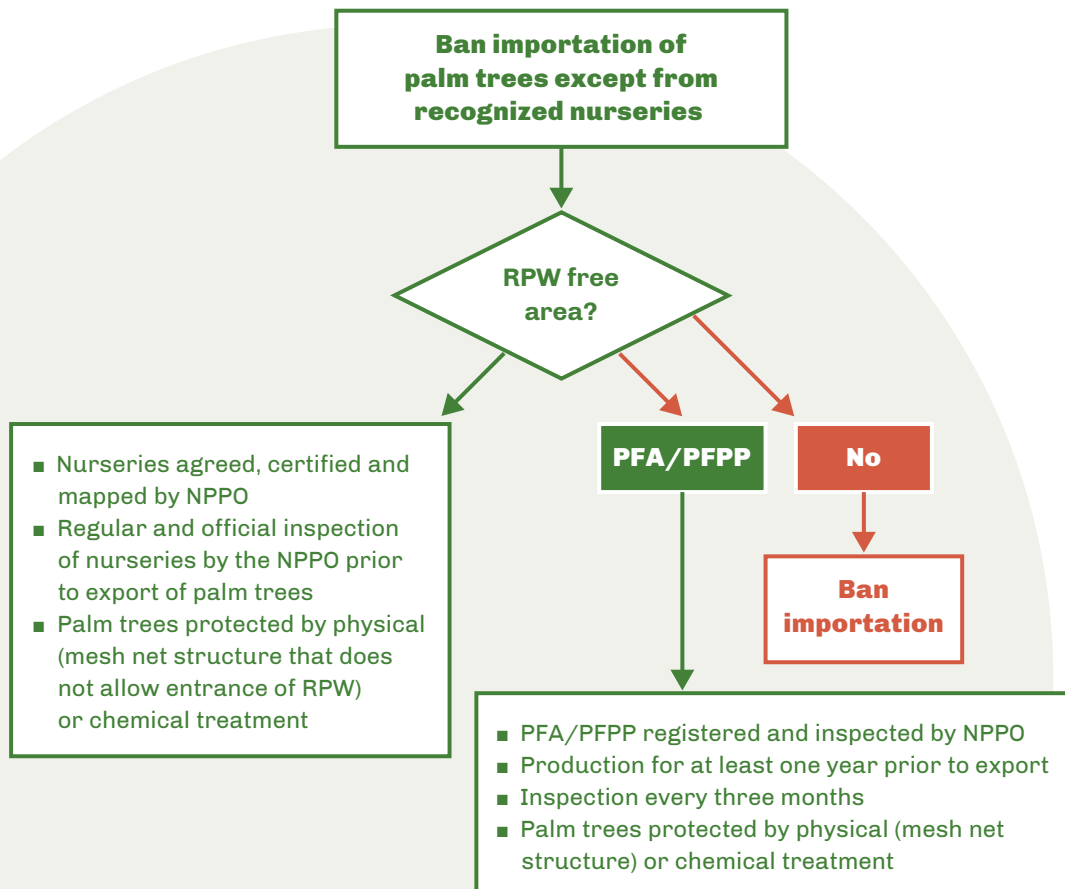 Ban importation of
palm trees except from
recognized nurseries
RPW free
area?
PFA/PFPP
No
Ban
importation
▪ Nurseries agreed, certified and
mapped by NPPO
▪ Regular and official inspection
of nurseries by the NPPO prior
to export of palm trees
▪ Palm trees protected by physical
(mesh net structure that does
not allow entrance of RPW)
or chemical treatment
▪ PFA/PFPP registered and inspected by NPPO
▪ Production for at least one year prior to export
▪ Inspection every three months
▪ Palm trees protected by physical (mesh net
structure) or chemical treatment